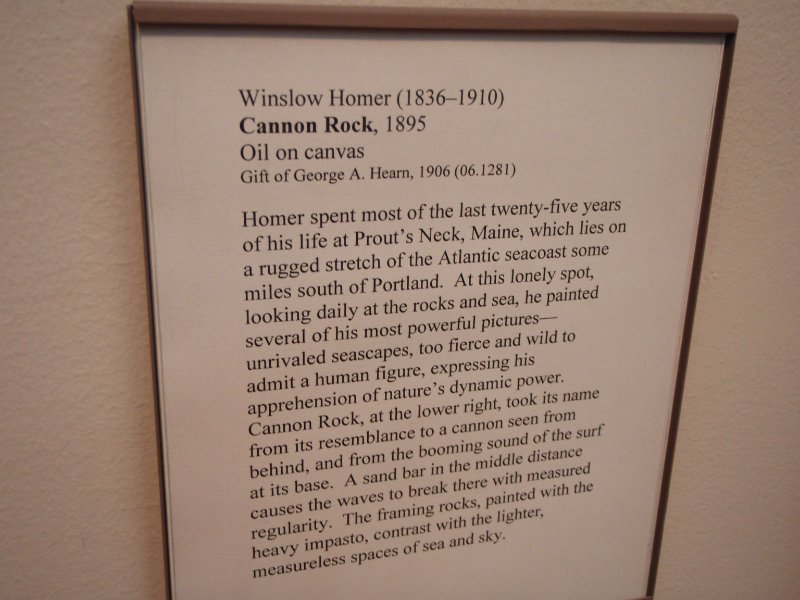 Winslow Homer (1836–1910)
Cannon Rock, 1895
Oil on canvas
Gift of George A. Hearn, 1906 (06.1281)
Homer spent most of the last twenty-five years
of his life at Prout's Neck, Maine, which lies on
a rugged stretch of the Atlantic seacoast some
miles south of Portland. At this lonely spot,
looking daily at the rocks and sea, he painted
several of his most powerful pictures—
unrivaled seascapes, too fierce and wild to
admit a human figure, expressing his
apprehension of nature's dynamic power.
Cannon Rock, at the lower right, took its name
from its resemblance to a cannon seen from
behind, and from the booming sound of the surf
at its base. A sand bar in the middle distance
causes the waves to break there with measured
regularity. The framing rocks, painted with the
heavy impasto, contrast with the lighter,
measureless spaces of sea and sky.